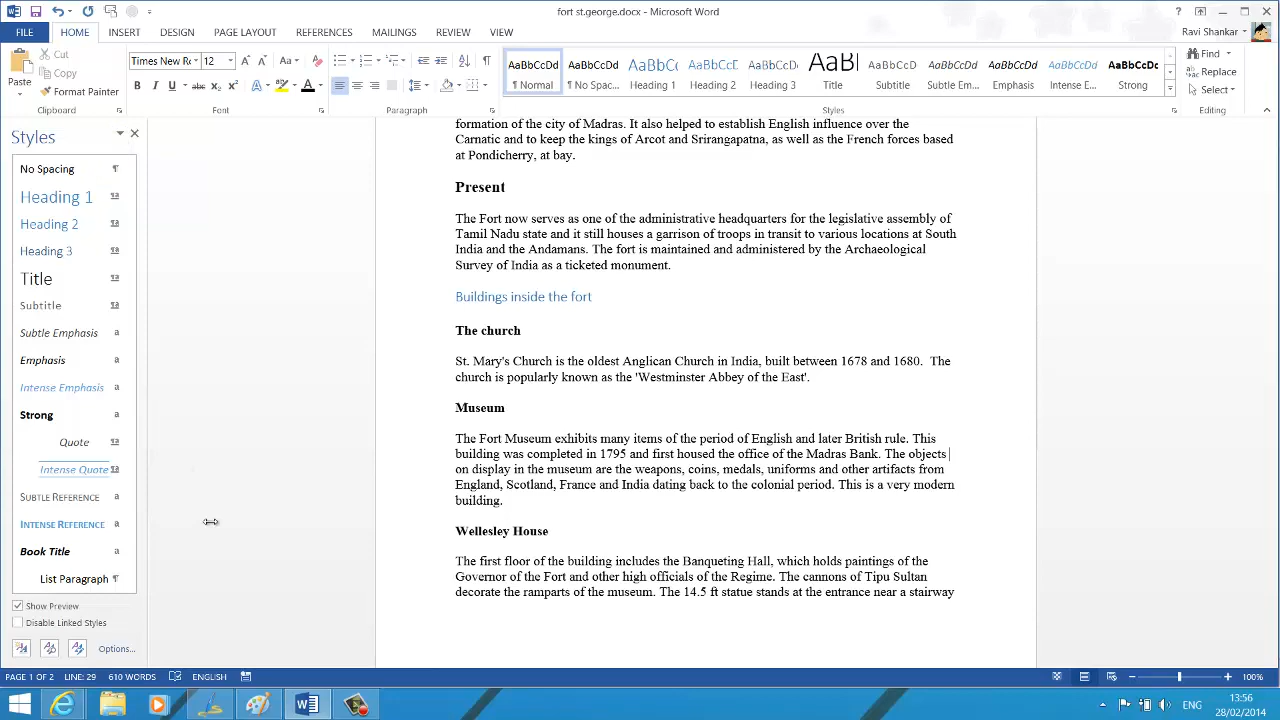 fort st.george.docx - Microsoft Word
FILE HOME INSERT DESIGN PAGE LAYOUT REFERENCES MAILINGS REVIEW VIEW Ravi Shankar
Paste
Cut
Copy
Format Painter
Clipboard
Times New Ro 12 Aa
B I U abc X₂ X² A A
Font
Paragraph
AaBbCcDd AaBbCcDd AaBbCc AaBbCcE AaBbCcDd AaBl AaBbCcDd AaBbCcDd AaBbCcDd AaBbCcDd AaBbCcDc
¶ Normal ¶ No Spac... Heading 1 Heading 2 Heading 3 Title Subtitle Subtle Em... Emphasis Intense E... Strong
Styles
Find
Replace
Select
Editing
Styles
No Spacing ¶
Heading 1 ¶a
Heading 2 ¶a
Heading 3 ¶a
Title ¶a
Subtitle ¶a
Subtle Emphasis a
Emphasis a
Intense Emphasis a
Strong a
Quote ¶a
Intense Quote ¶a
SUBTLE REFERENCE a
INTENSE REFERENCE a
Book Title a
List Paragraph ¶
Show Preview
Disable Linked Styles
Options...
formation of the city of Madras. It also helped to establish English influence over the
Carnatic and to keep the kings of Arcot and Srirangapatna, as well as the French forces based
at Pondicherry, at bay.
Present
The Fort now serves as one of the administrative headquarters for the legislative assembly of
Tamil Nadu state and it still houses a garrison of troops in transit to various locations at South
India and the Andamans. The fort is maintained and administered by the Archaeological
Survey of India as a ticketed monument.
Buildings inside the fort
The church
St. Mary's Church is the oldest Anglican Church in India, built between 1678 and 1680.  The
church is popularly known as the 'Westminster Abbey of the East'.
Museum
The Fort Museum exhibits many items of the period of English and later British rule. This
building was completed in 1795 and first housed the office of the Madras Bank. The objects
on display in the museum are the weapons, coins, medals, uniforms and other artifacts from
England, Scotland, France and India dating back to the colonial period. This is a very modern
building.
Wellesley House
The first floor of the building includes the Banqueting Hall, which holds paintings of the
Governor of the Fort and other high officials of the Regime. The cannons of Tipu Sultan
decorate the ramparts of the museum. The 14.5 ft statue stands at the entrance near a stairway
PAGE 1 OF 2 LINE: 29 610 WORDS ENGLISH 100%
ENG
13:56
28/02/2014